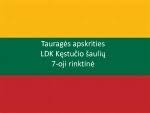 Tauragės apskrities
LDK Kęstučio šaulių
7-oji rinktinė